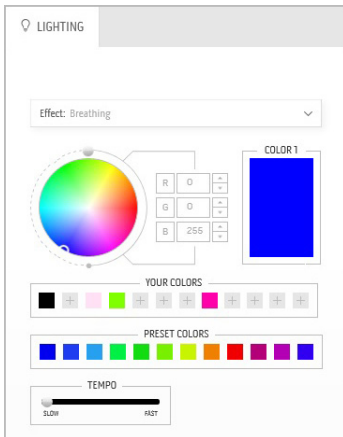 LIGHTING
Effect: Breathing
COLOR 1
R 0
G 0
B 255
YOUR COLORS
PRESET COLORS
TEMPO
SLOW FAST